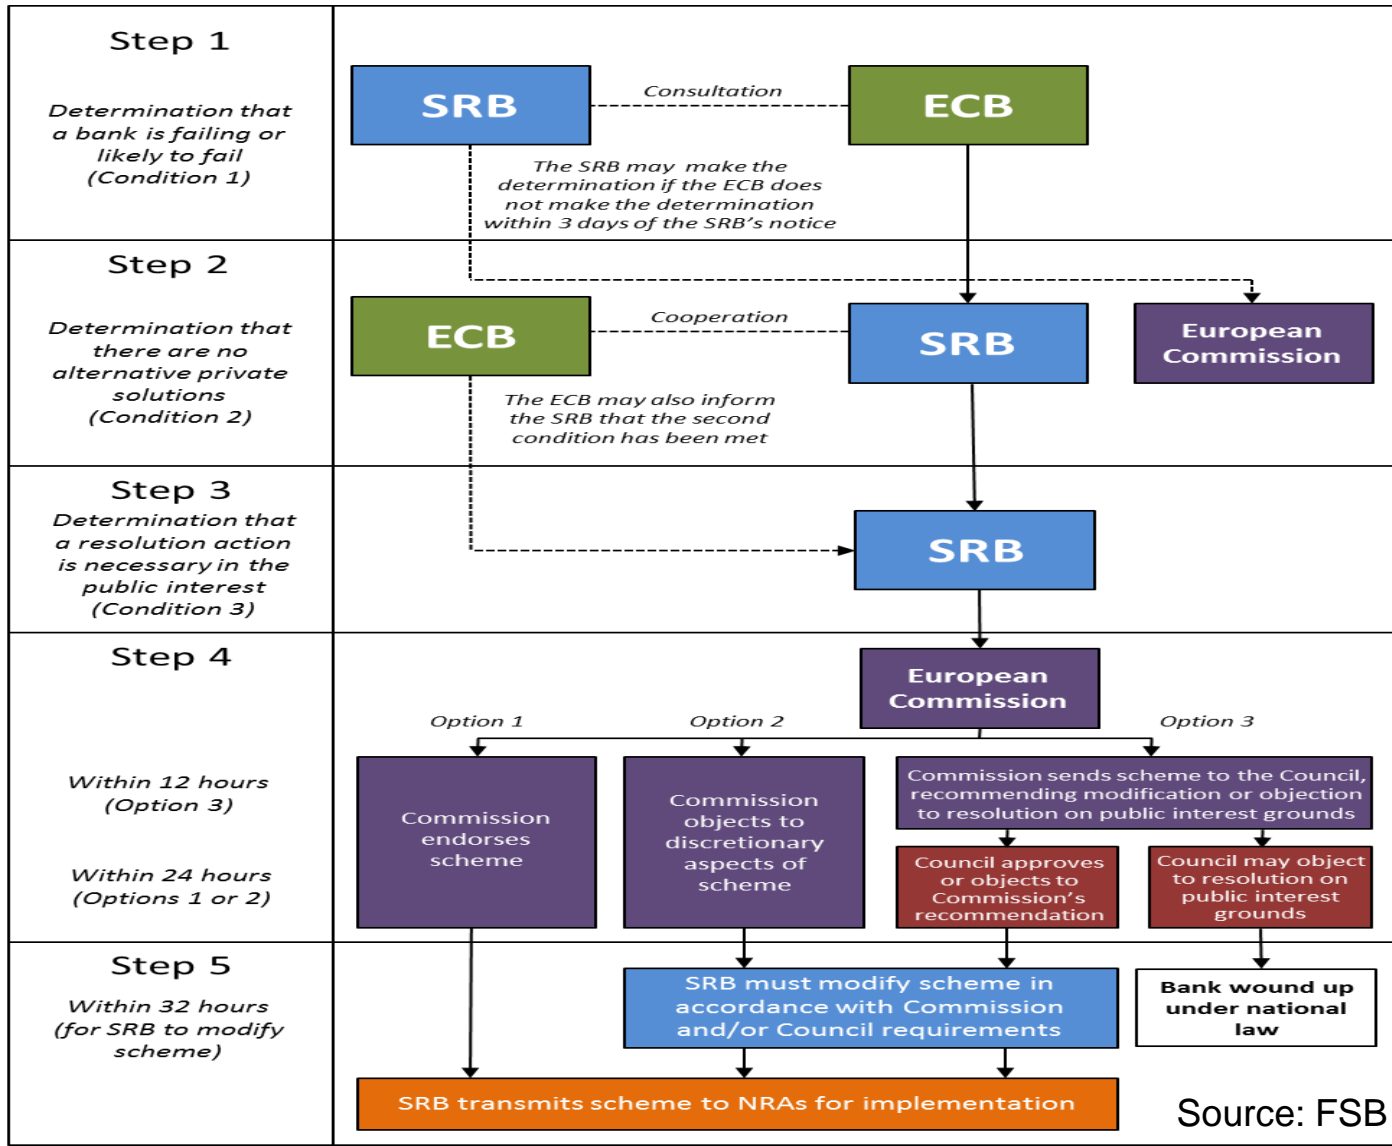 Step 1
Determination that
a bank is failing or
likely to fail
(Condition 1)
SRB
Consultation
ECB
The SRB may make the
determination if the ECB does
not make the determination
within 3 days of the SRB’s notice
Step 2
Determination that
there are no
alternative private
solutions
(Condition 2)
ECB
Cooperation
SRB
European
Commission
The ECB may also inform
the SRB that the second
condition has been met
Step 3
Determination that
a resolution action
is necessary in the
public interest
(Condition 3)
SRB
Step 4
Within 12 hours
(Option 3)
Within 24 hours
(Options 1 or 2)
European
Commission
Option 1
Option 2
Option 3
Commission
endorses
scheme
Commission
objects to
discretionary
aspects of
scheme
Commission sends scheme to the Council,
recommending modification or objection
to resolution on public interest grounds
Council approves
or objects to
Commission’s
recommendation
Council may object
to resolution on
public interest
grounds
Step 5
Within 32 hours
(for SRB to modify
scheme)
SRB must modify scheme in
accordance with Commission
and/or Council requirements
Bank wound up
under national
law
SRB transmits scheme to NRAs for implementation
Source: FSB